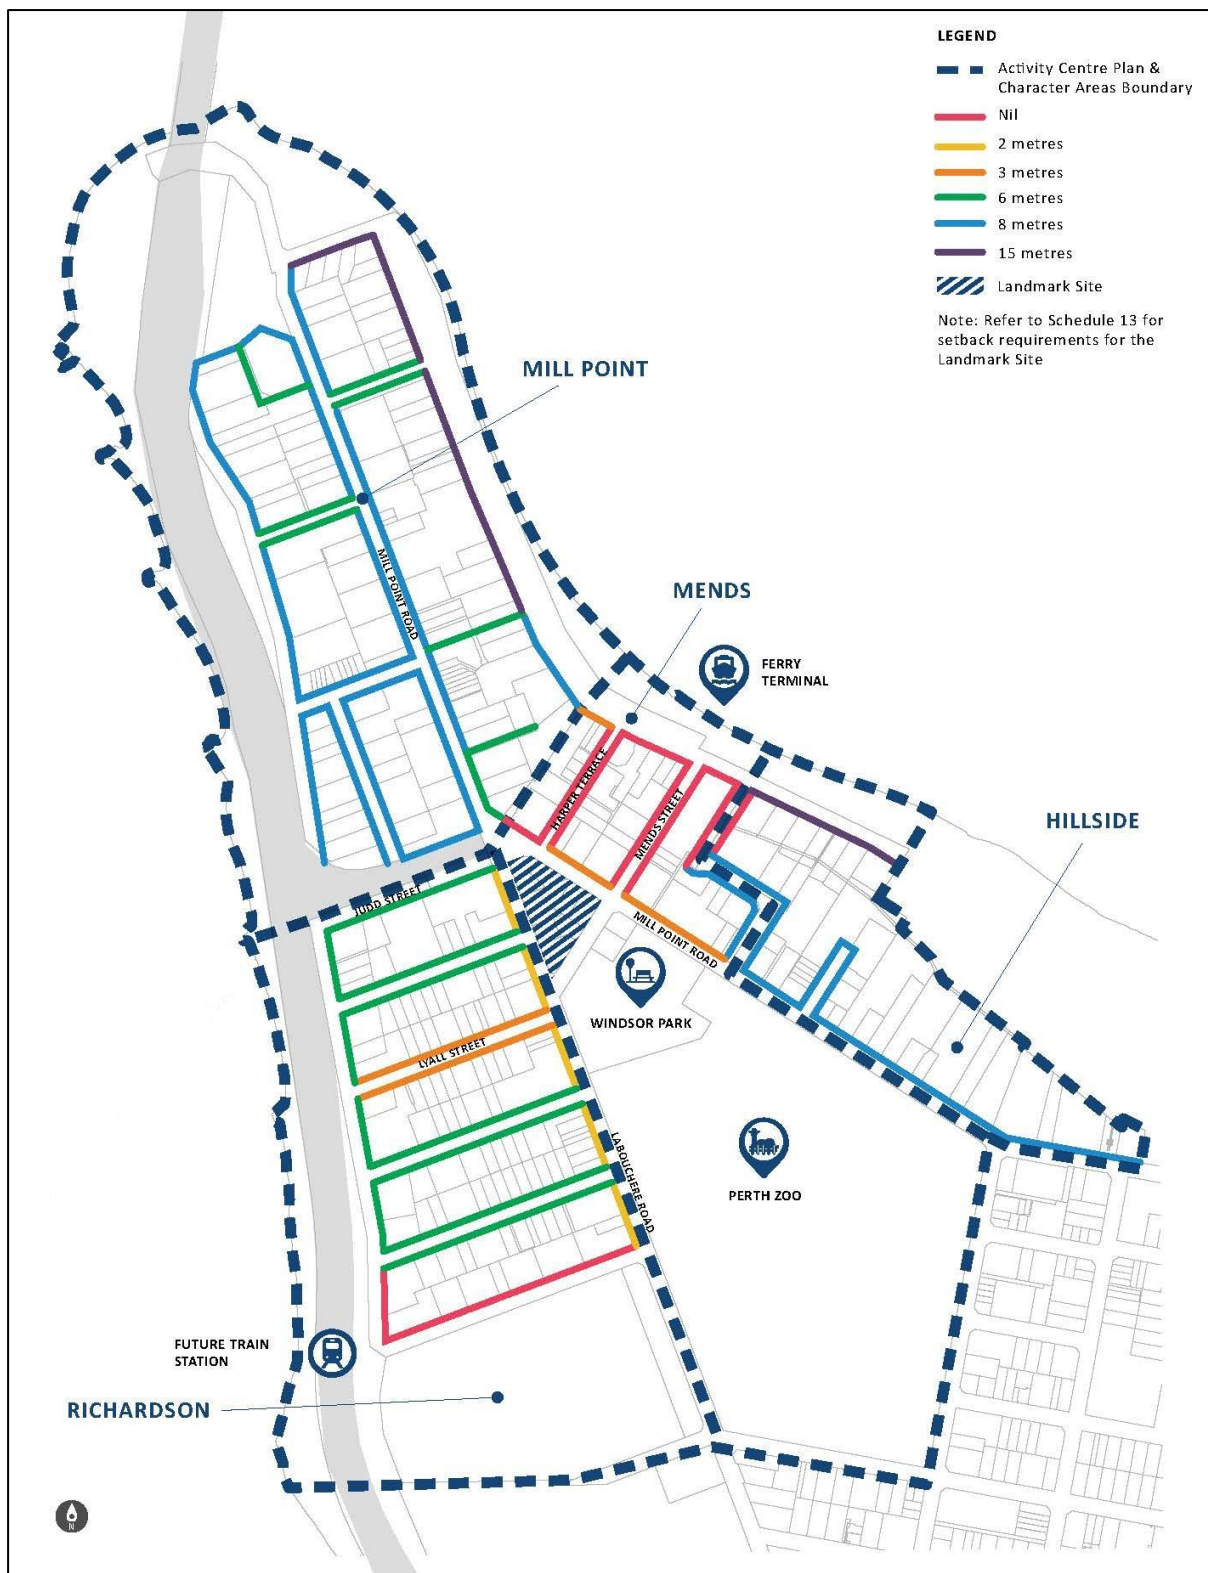 LEGEND
Activity Centre Plan &
Character Areas Boundary
Nil
2 metres
3 metres
6 metres
8 metres
15 metres
Landmark Site
Note: Refer to Schedule 13 for
setback requirements for the
Landmark Site
MILL POINT
MILL POINT ROAD
MENDS
FERRY
TERMINAL
HARPER TERRACE
MENDS STREET
HILLSIDE
JUDD STREET
MILL POINT ROAD
WINDSOR PARK
LYALL STREET
LABOUCHERE ROAD
PERTH ZOO
FUTURE TRAIN
STATION
RICHARDSON
N